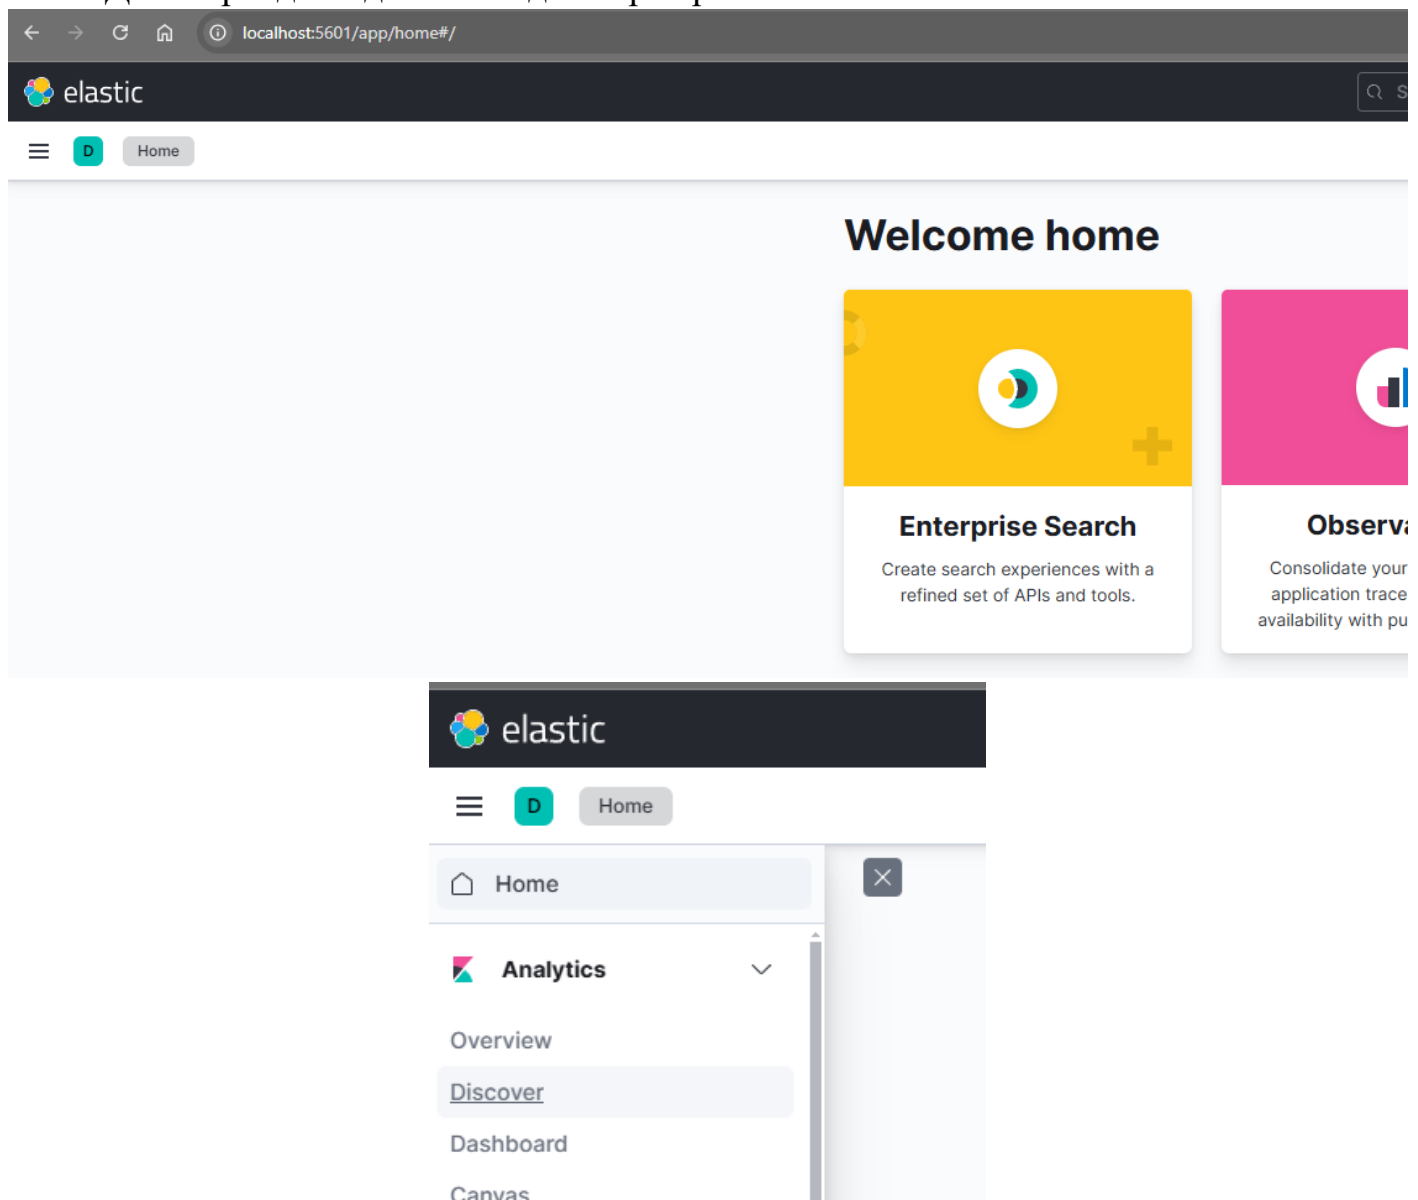 localhost:5601/app/home#/
elastic
D Home
Welcome home
Enterprise Search
Create search experiences with a
refined set of APIs and tools.
Consolidate your
application trace
availability with pu
elastic
D Home
Home
Analytics
Overview
Discover
Dashboard
Canvas